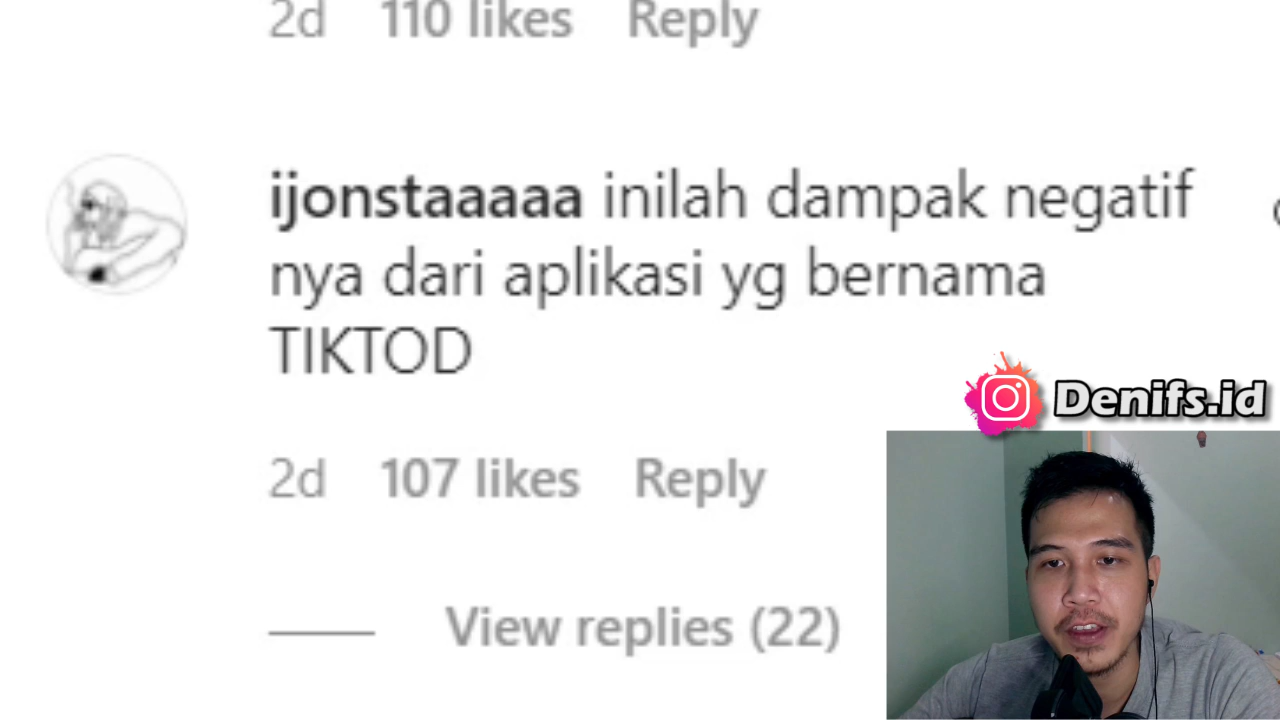 2d 110 likes Reply
ijonstaaaaa inilah dampak negatif
nya dari aplikasi yg bernama
TIKTOD
Denifs.id
2d 107 likes Reply
View replies (22)